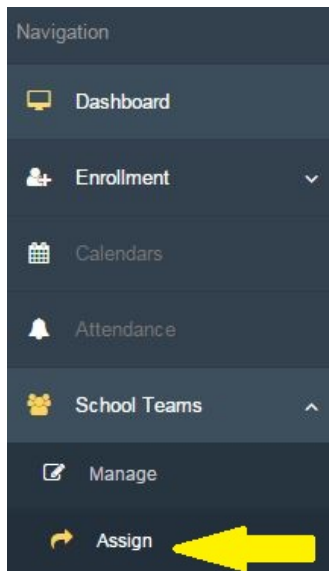 Navigation
Dashboard
Enrollment
Calendars
Attendance
School Teams
Manage
Assign